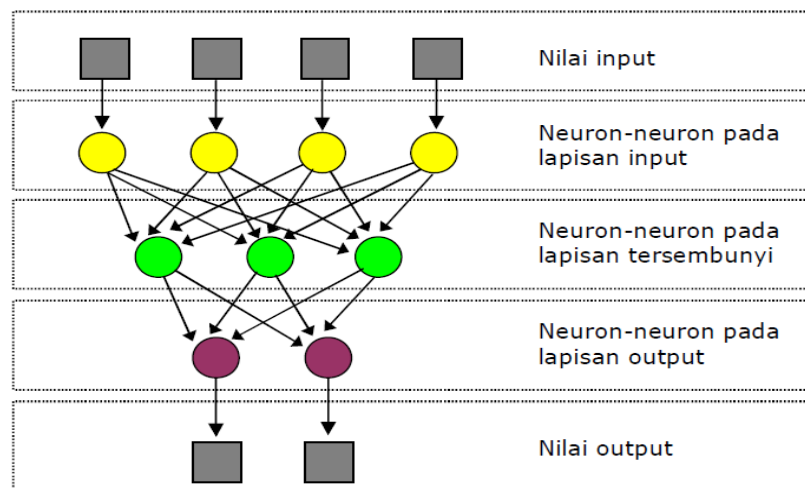 Nilai input
Neuron-neuron pada
lapisan input
Neuron-neuron pada
lapisan tersembunyi
Neuron-neuron pada
lapisan output
Nilai output